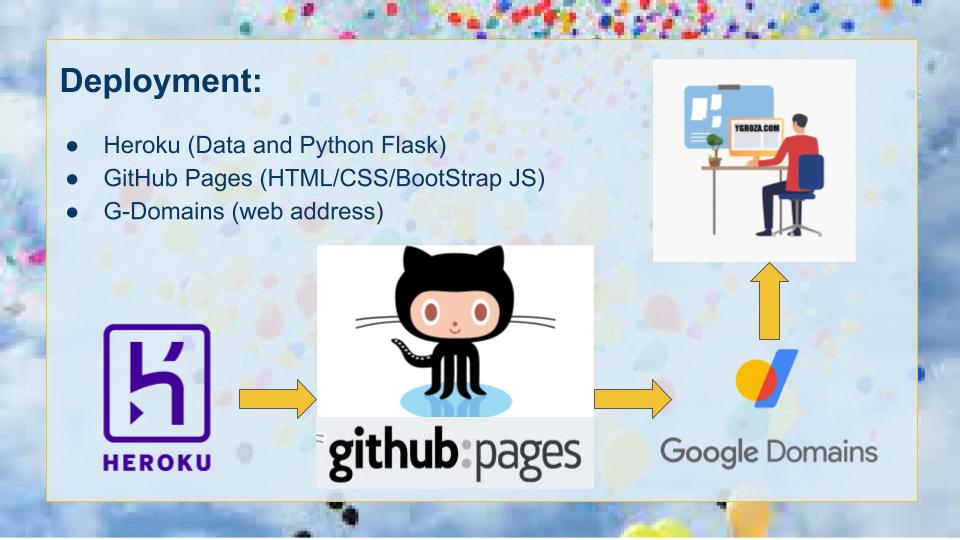 Deployment:
● Heroku (Data and Python Flask)
● GitHub Pages (HTML/CSS/BootStrap JS)
● G-Domains (web address)
YGROZA.COM
HEROKU
github:pages
Google Domains